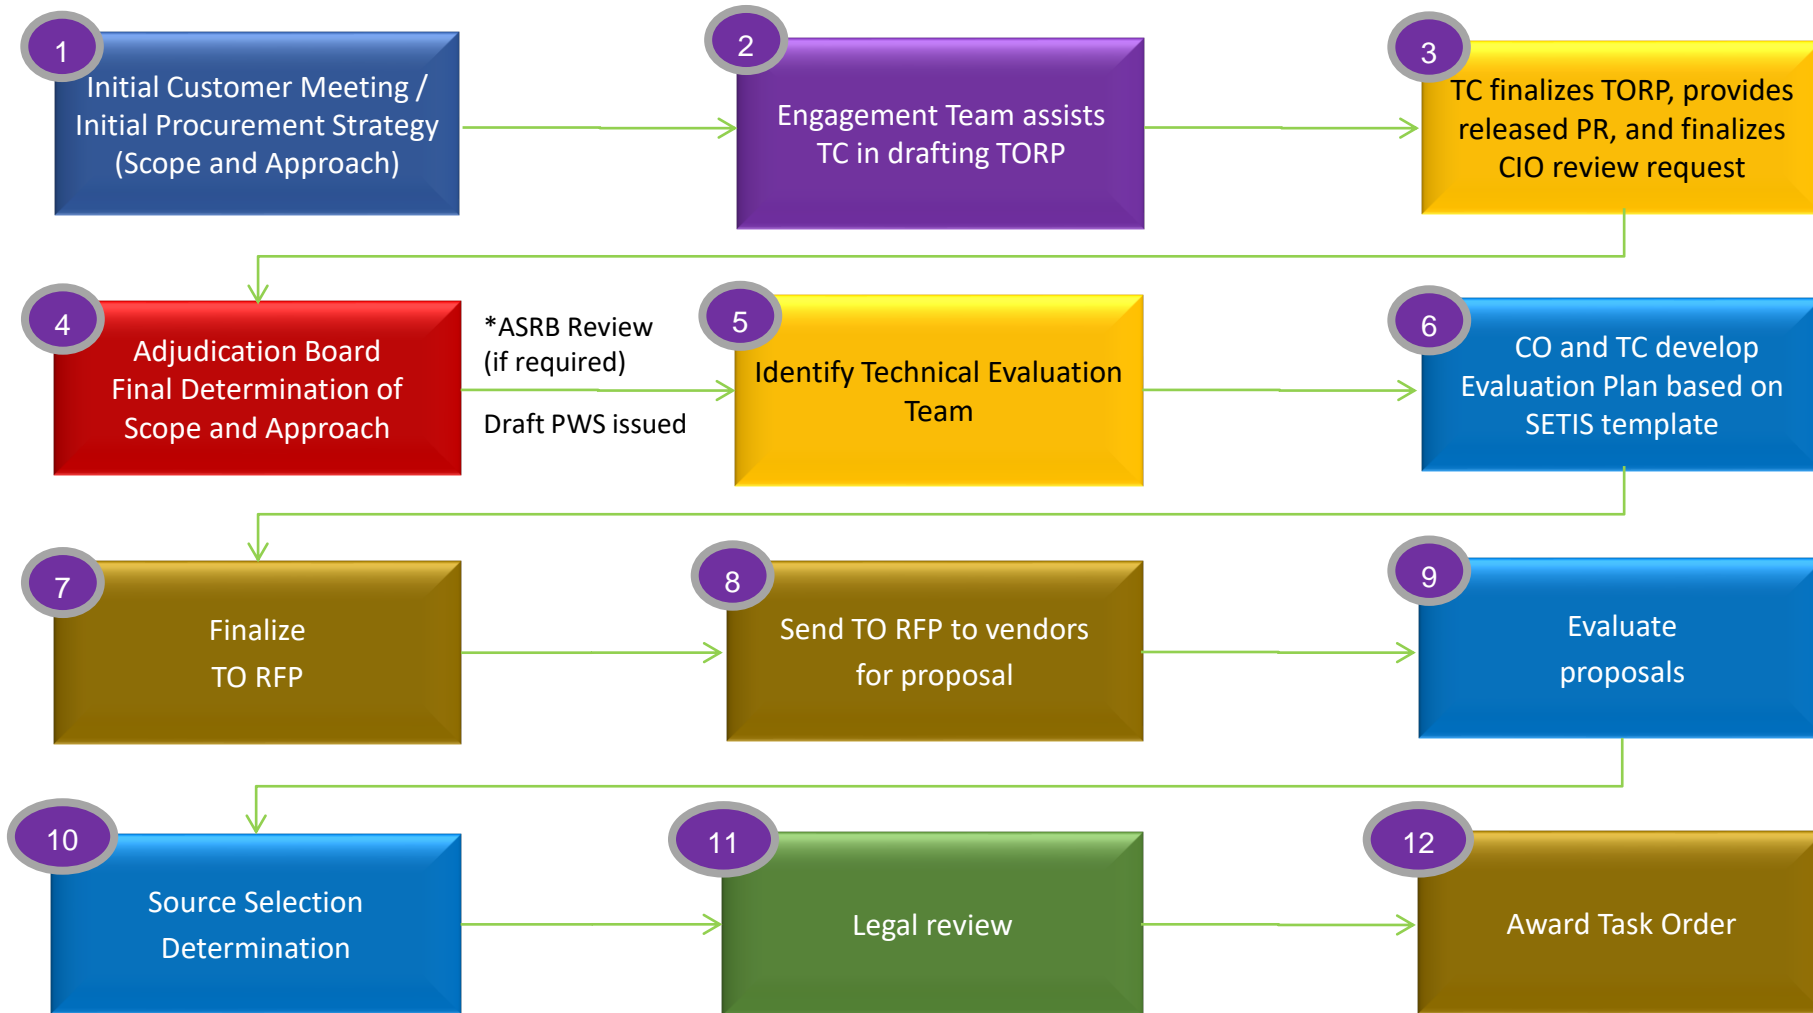 1
Initial Customer Meeting /
Initial Procurement Strategy
(Scope and Approach)
2
Engagement Team assists
TC in drafting TORP
3
TC finalizes TORP, provides
released PR, and finalizes
CIO review request
4
Adjudication Board
Final Determination of
Scope and Approach
*ASRB Review
(if required)
Draft PWS issued
5
Identify Technical Evaluation
Team
6
CO and TC develop
Evaluation Plan based on
SETIS template
7
Finalize
TO RFP
8
Send TO RFP to vendors
for proposal
9
Evaluate
proposals
10
Source Selection
Determination
11
Legal review
12
Award Task Order